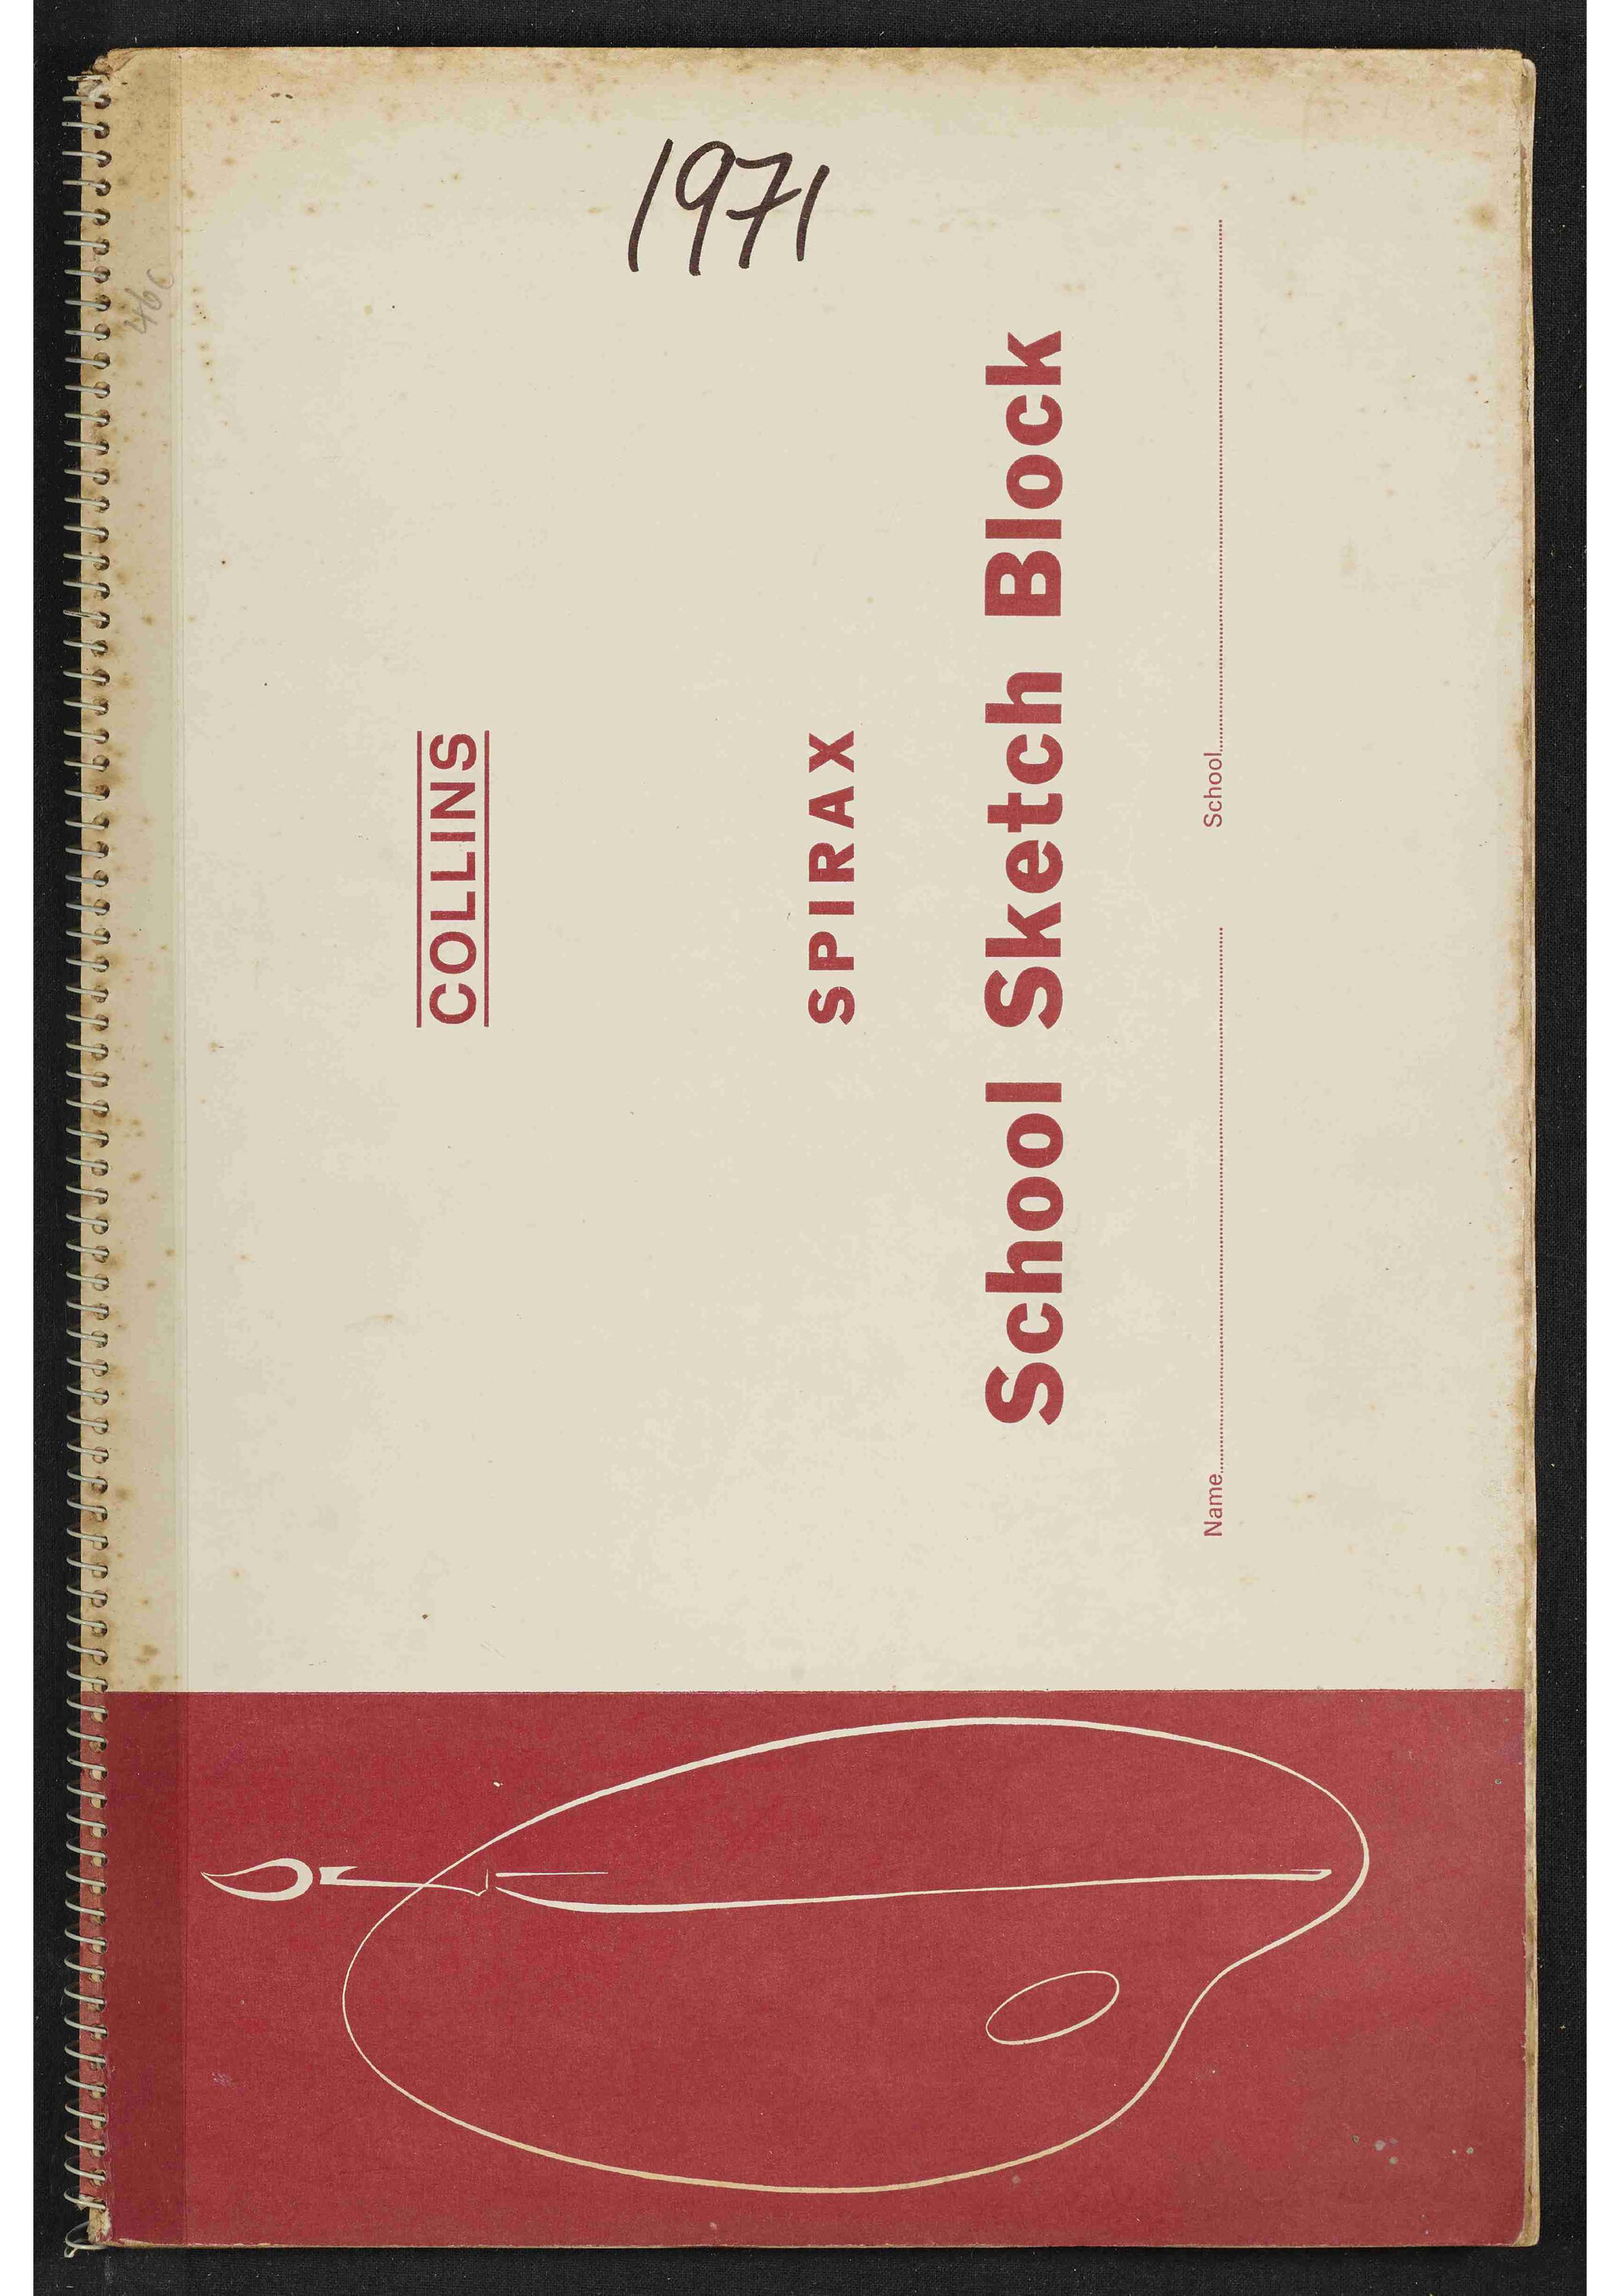 1971
COLLINS
SPIRAX
School Sketch Block
Name
School